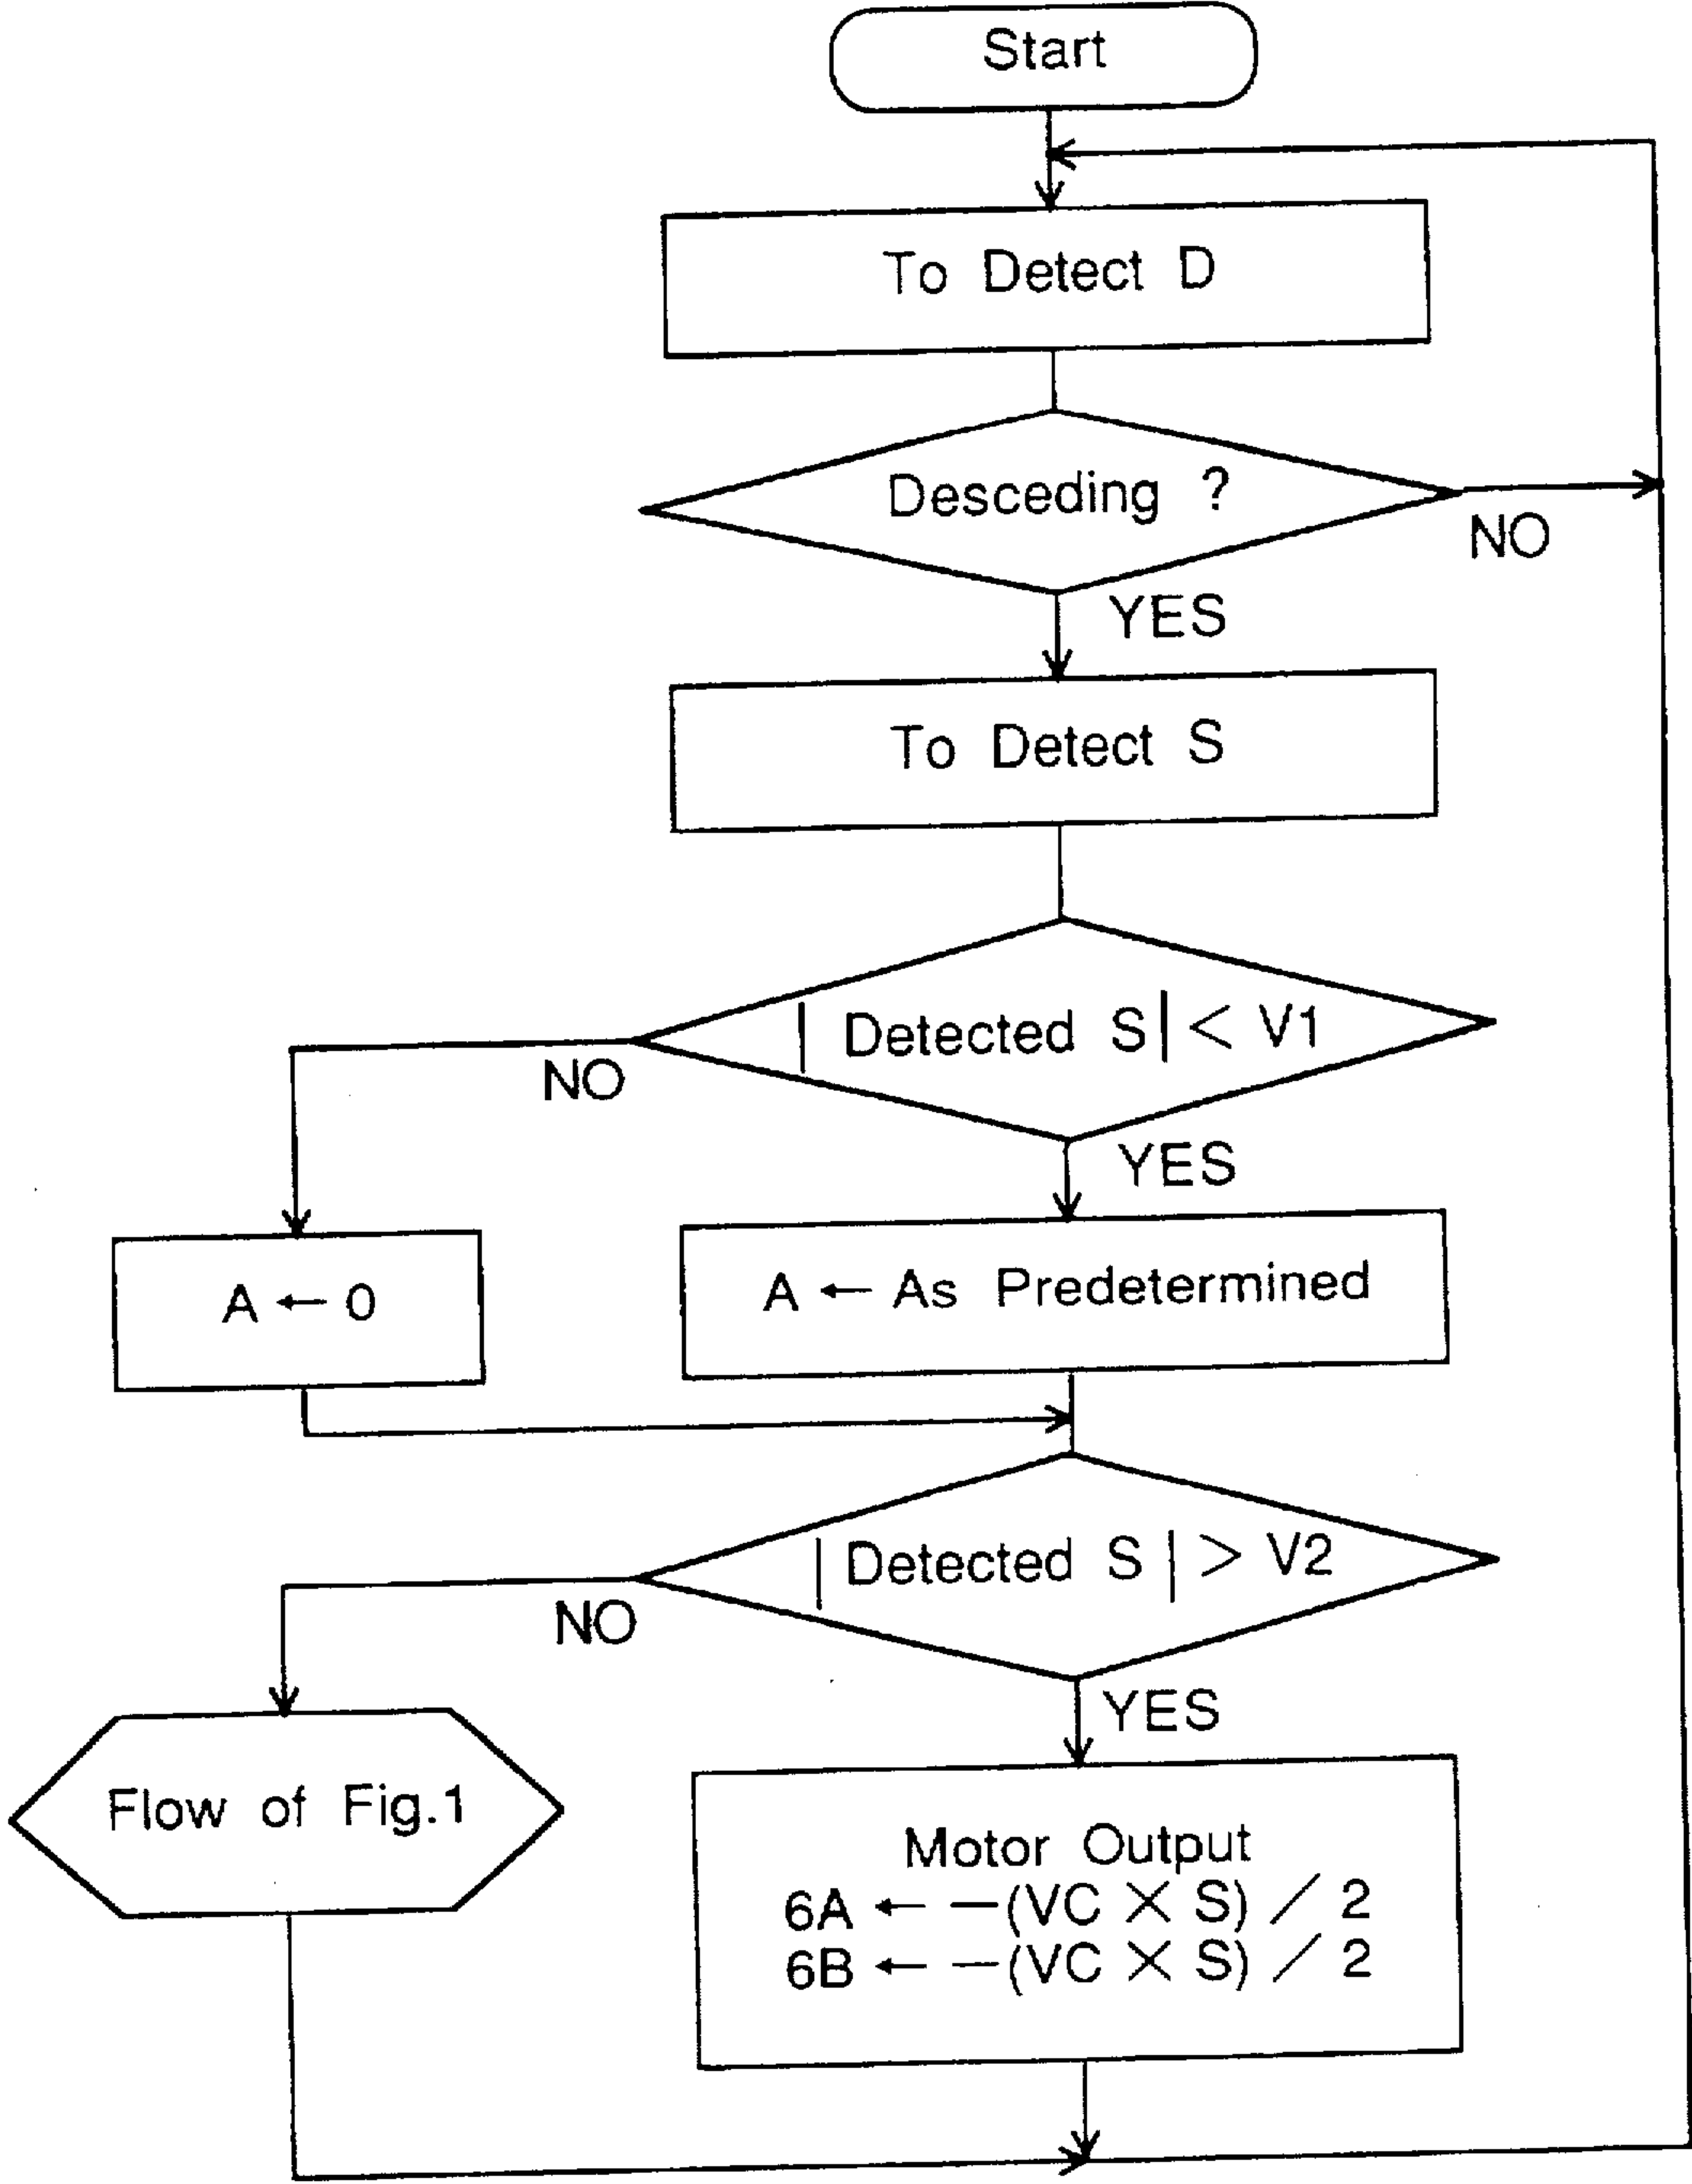 Start
To Detect D
Desceding ?
NO
YES
To Detect S
| Detected S| < V1
NO
YES
A ← 0
A ← As Predetermined
| Detected S | > V2
NO
YES
Flow of Fig.1
Motor Output
6A ← −(VC × S) / 2
6B ← −(VC × S) / 2